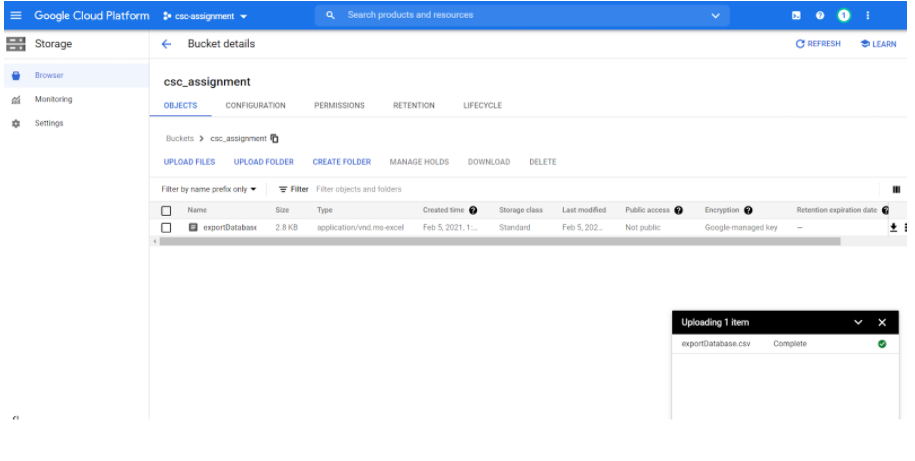 Google Cloud Platform csc-assignment Search products and resources 1
Storage Bucket details REFRESH LEARN
Browser
Monitoring
Settings
csc_assignment
OBJECTS CONFIGURATION PERMISSIONS RETENTION LIFECYCLE
Buckets > csc_assignment
UPLOAD FILES UPLOAD FOLDER CREATE FOLDER MANAGE HOLDS DOWNLOAD DELETE
Filter by name prefix only Filter Filter objects and folders
Name Size Type Created time Storage class Last modified Public access Encryption Retention expiration date
exportDatabase 2.8 KB application/vnd.ms-excel Feb 5, 2021, 1:... Standard Feb 5, 202... Not public Google-managed key —
Uploading 1 item
exportDatabase.csv Complete